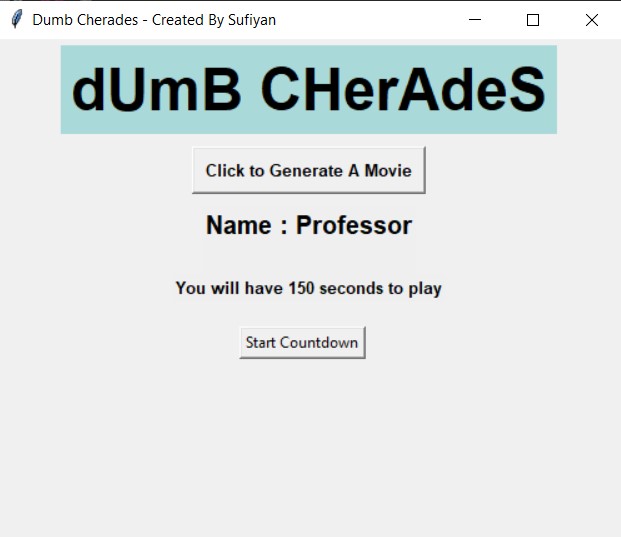 Dumb Cherades - Created By Sufiyan
dUmB CHerAdeS
Click to Generate A Movie
Name : Professor
You will have 150 seconds to play
Start Countdown